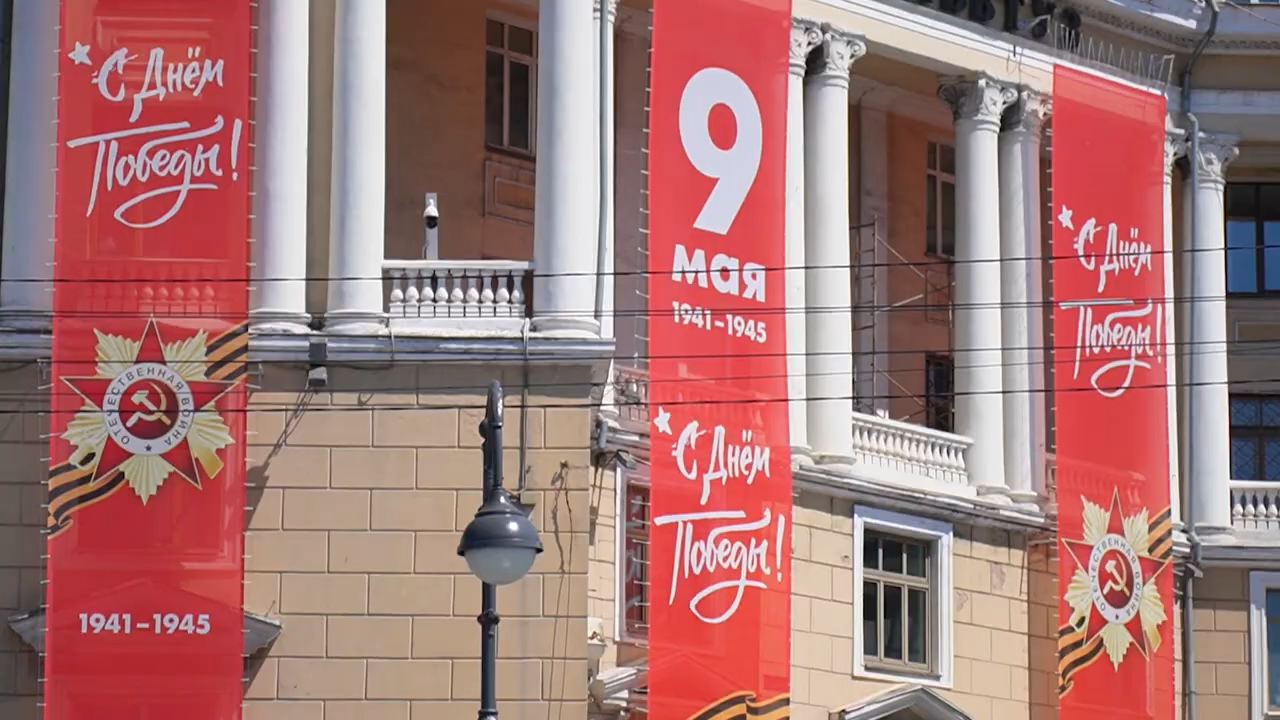 С Днём
Победы!
ОТЕЧЕСТВЕННАЯ ВОЙНА
1941-1945
9
мая
1941-1945
С Днём
Победы!
С Днём
Победы!
ОТЕЧЕСТВЕННАЯ ВОЙНА